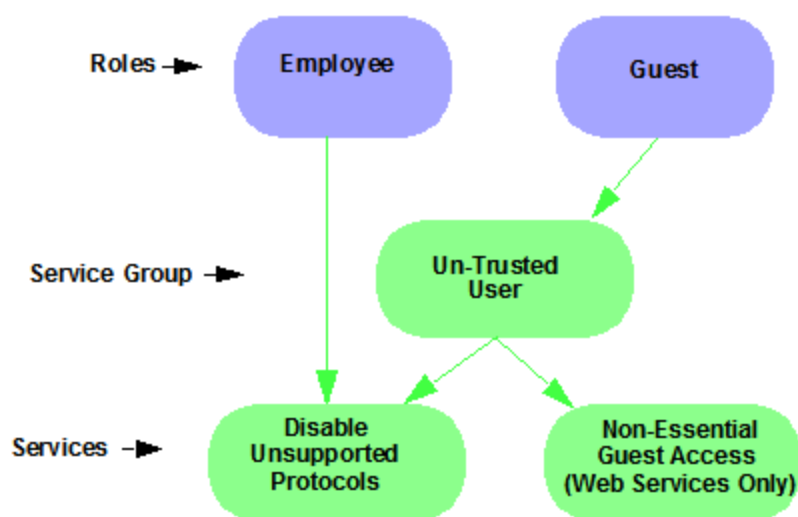 Roles
Employee
Guest
Service Group
Un-Trusted
User
Services
Disable
Unsupported
Protocols
Non-Essential
Guest Access
(Web Services Only)